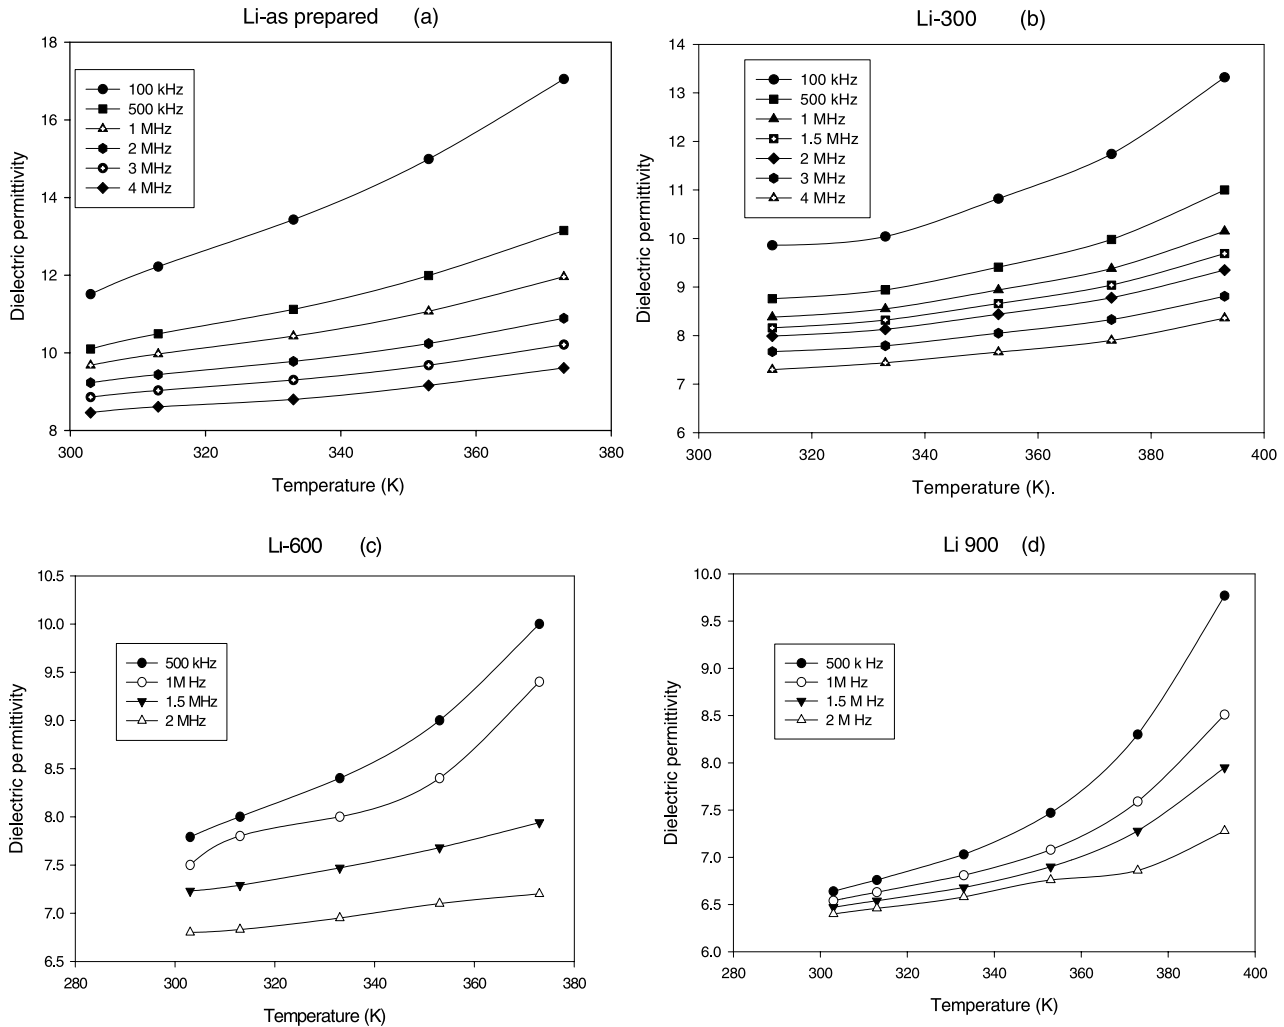 Li-as prepared (a)
18
16
14
12
10
8
300 320 340 360 380
Dielectric permittivity
Temperature (K)
100 kHz
500 kHz
1 MHz
2 MHz
3 MHz
4 MHz
Li-300 (b)
14
13
12
11
10
9
8
7
6
300 320 340 360 380 400
Dielectric permittivity
Temperature (K).
100 kHz
500 kHz
1 MHz
1.5 MHz
2 MHz
3 MHz
4 MHz
Li-600 (c)
10.5
10.0
9.5
9.0
8.5
8.0
7.5
7.0
6.5
280 300 320 340 360 380
Dielectric permittivity
Temperature (K)
500 kHz
1M Hz
1.5 MHz
2 MHz
Li 900 (d)
10.0
9.5
9.0
8.5
8.0
7.5
7.0
6.5
6.0
280 300 320 340 360 380 400
Dielectric permittivity
Temperature (K)
500 k Hz
1M Hz
1.5 M Hz
2 M Hz